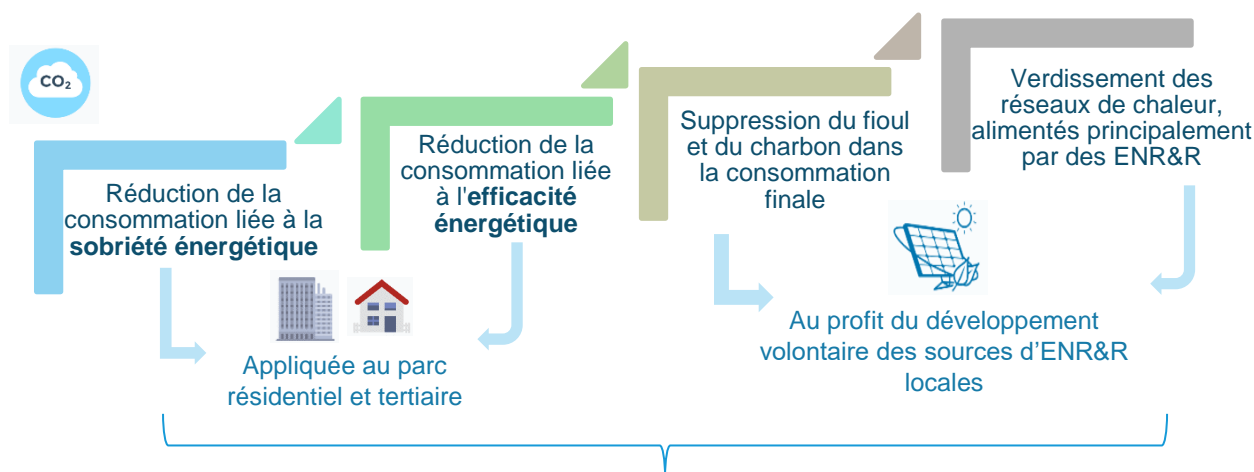 CO₂
Réduction de la
consommation liée à la
sobriété énergétique
Réduction de la
consommation liée
à l'efficacité
énergétique
Appliquée au parc
résidentiel et tertiaire
Suppression du fioul
et du charbon dans
la consommation
finale
Verdissement des
réseaux de chaleur,
alimentés principalement
par des ENR&R
Au profit du développement
volontaire des sources d’ENR&R
locales